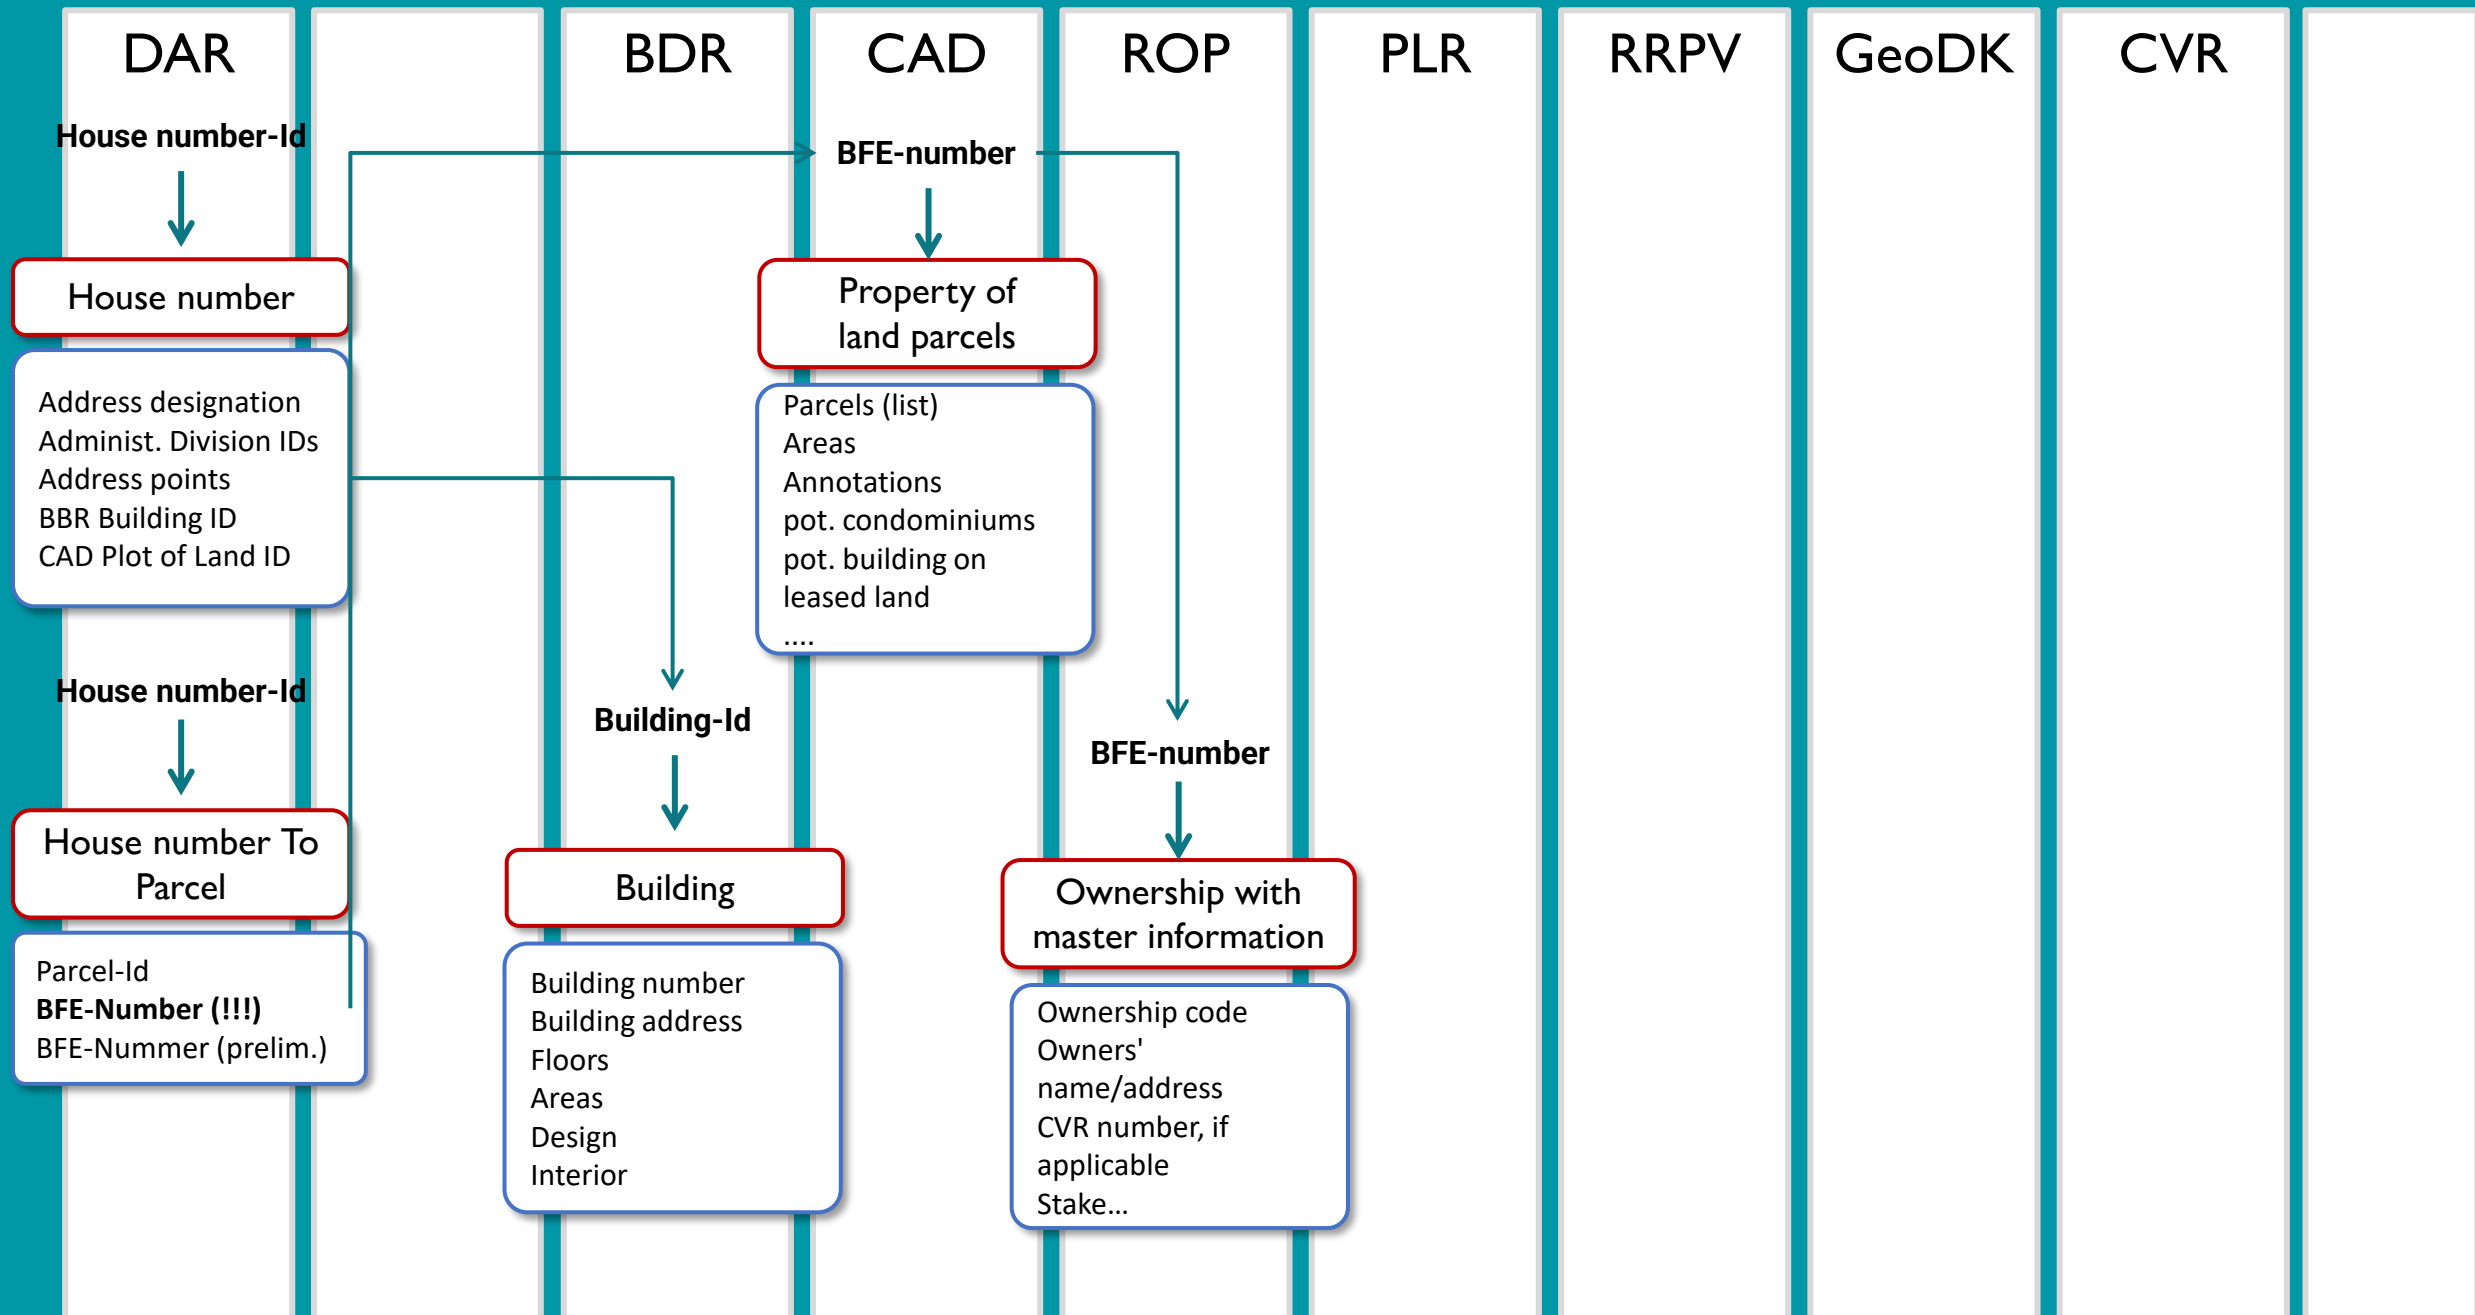 DAR
BDR
CAD
ROP
PLR
RRPV
GeoDK
CVR
House number-Id
House number
Address designation
Administ. Division IDs
Address points
BBR Building ID
CAD Plot of Land ID
House number-Id
House number To
Parcel
Parcel-Id
BFE-Number (!!!)
BFE-Nummer (prelim.)
Building-Id
Building
Building number
Building address
Floors
Areas
Design
Interior
BFE-number
Property of
land parcels
Parcels (list)
Areas
Annotations
pot. condominiums
pot. building on
leased land
....
BFE-number
Ownership with
master information
Ownership code
Owners'
name/address
CVR number, if
applicable
Stake...